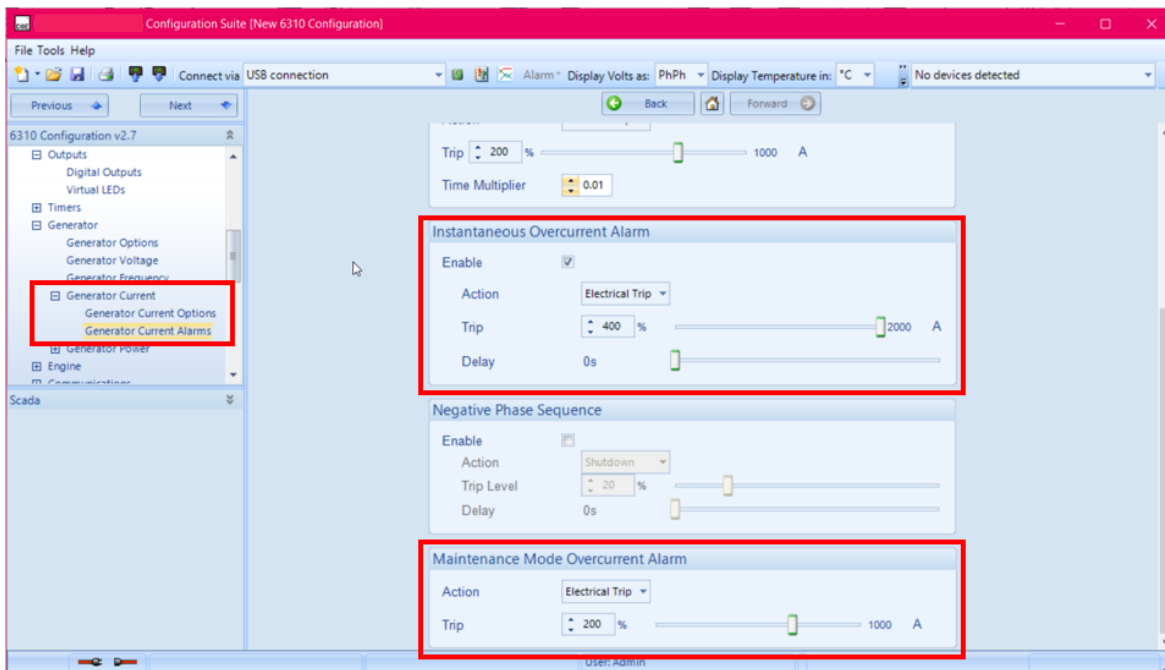 Configuration Suite [New 6310 Configuration]
File Tools Help
Connect via USB connection Alarm Display Volts as: PhPh Display Temperature in: °C No devices detected
Previous Next
Back Forward
6310 Configuration v2.7
Outputs
Digital Outputs
Virtual LEDs
Timers
Generator
Generator Options
Generator Voltage
Generator Frequency
Generator Current
Generator Current Options
Generator Current Alarms
Generator Power
Engine
Communications
Scada
Action
Trip 200 % 1000 A
Time Multiplier 0.01
Instantaneous Overcurrent Alarm
Enable
Action Electrical Trip
Trip 400 % 2000 A
Delay 0s
Negative Phase Sequence
Enable
Action Shutdown
Trip Level 20 %
Delay 0s
Maintenance Mode Overcurrent Alarm
Action Electrical Trip
Trip 200 % 1000 A
User: Admin